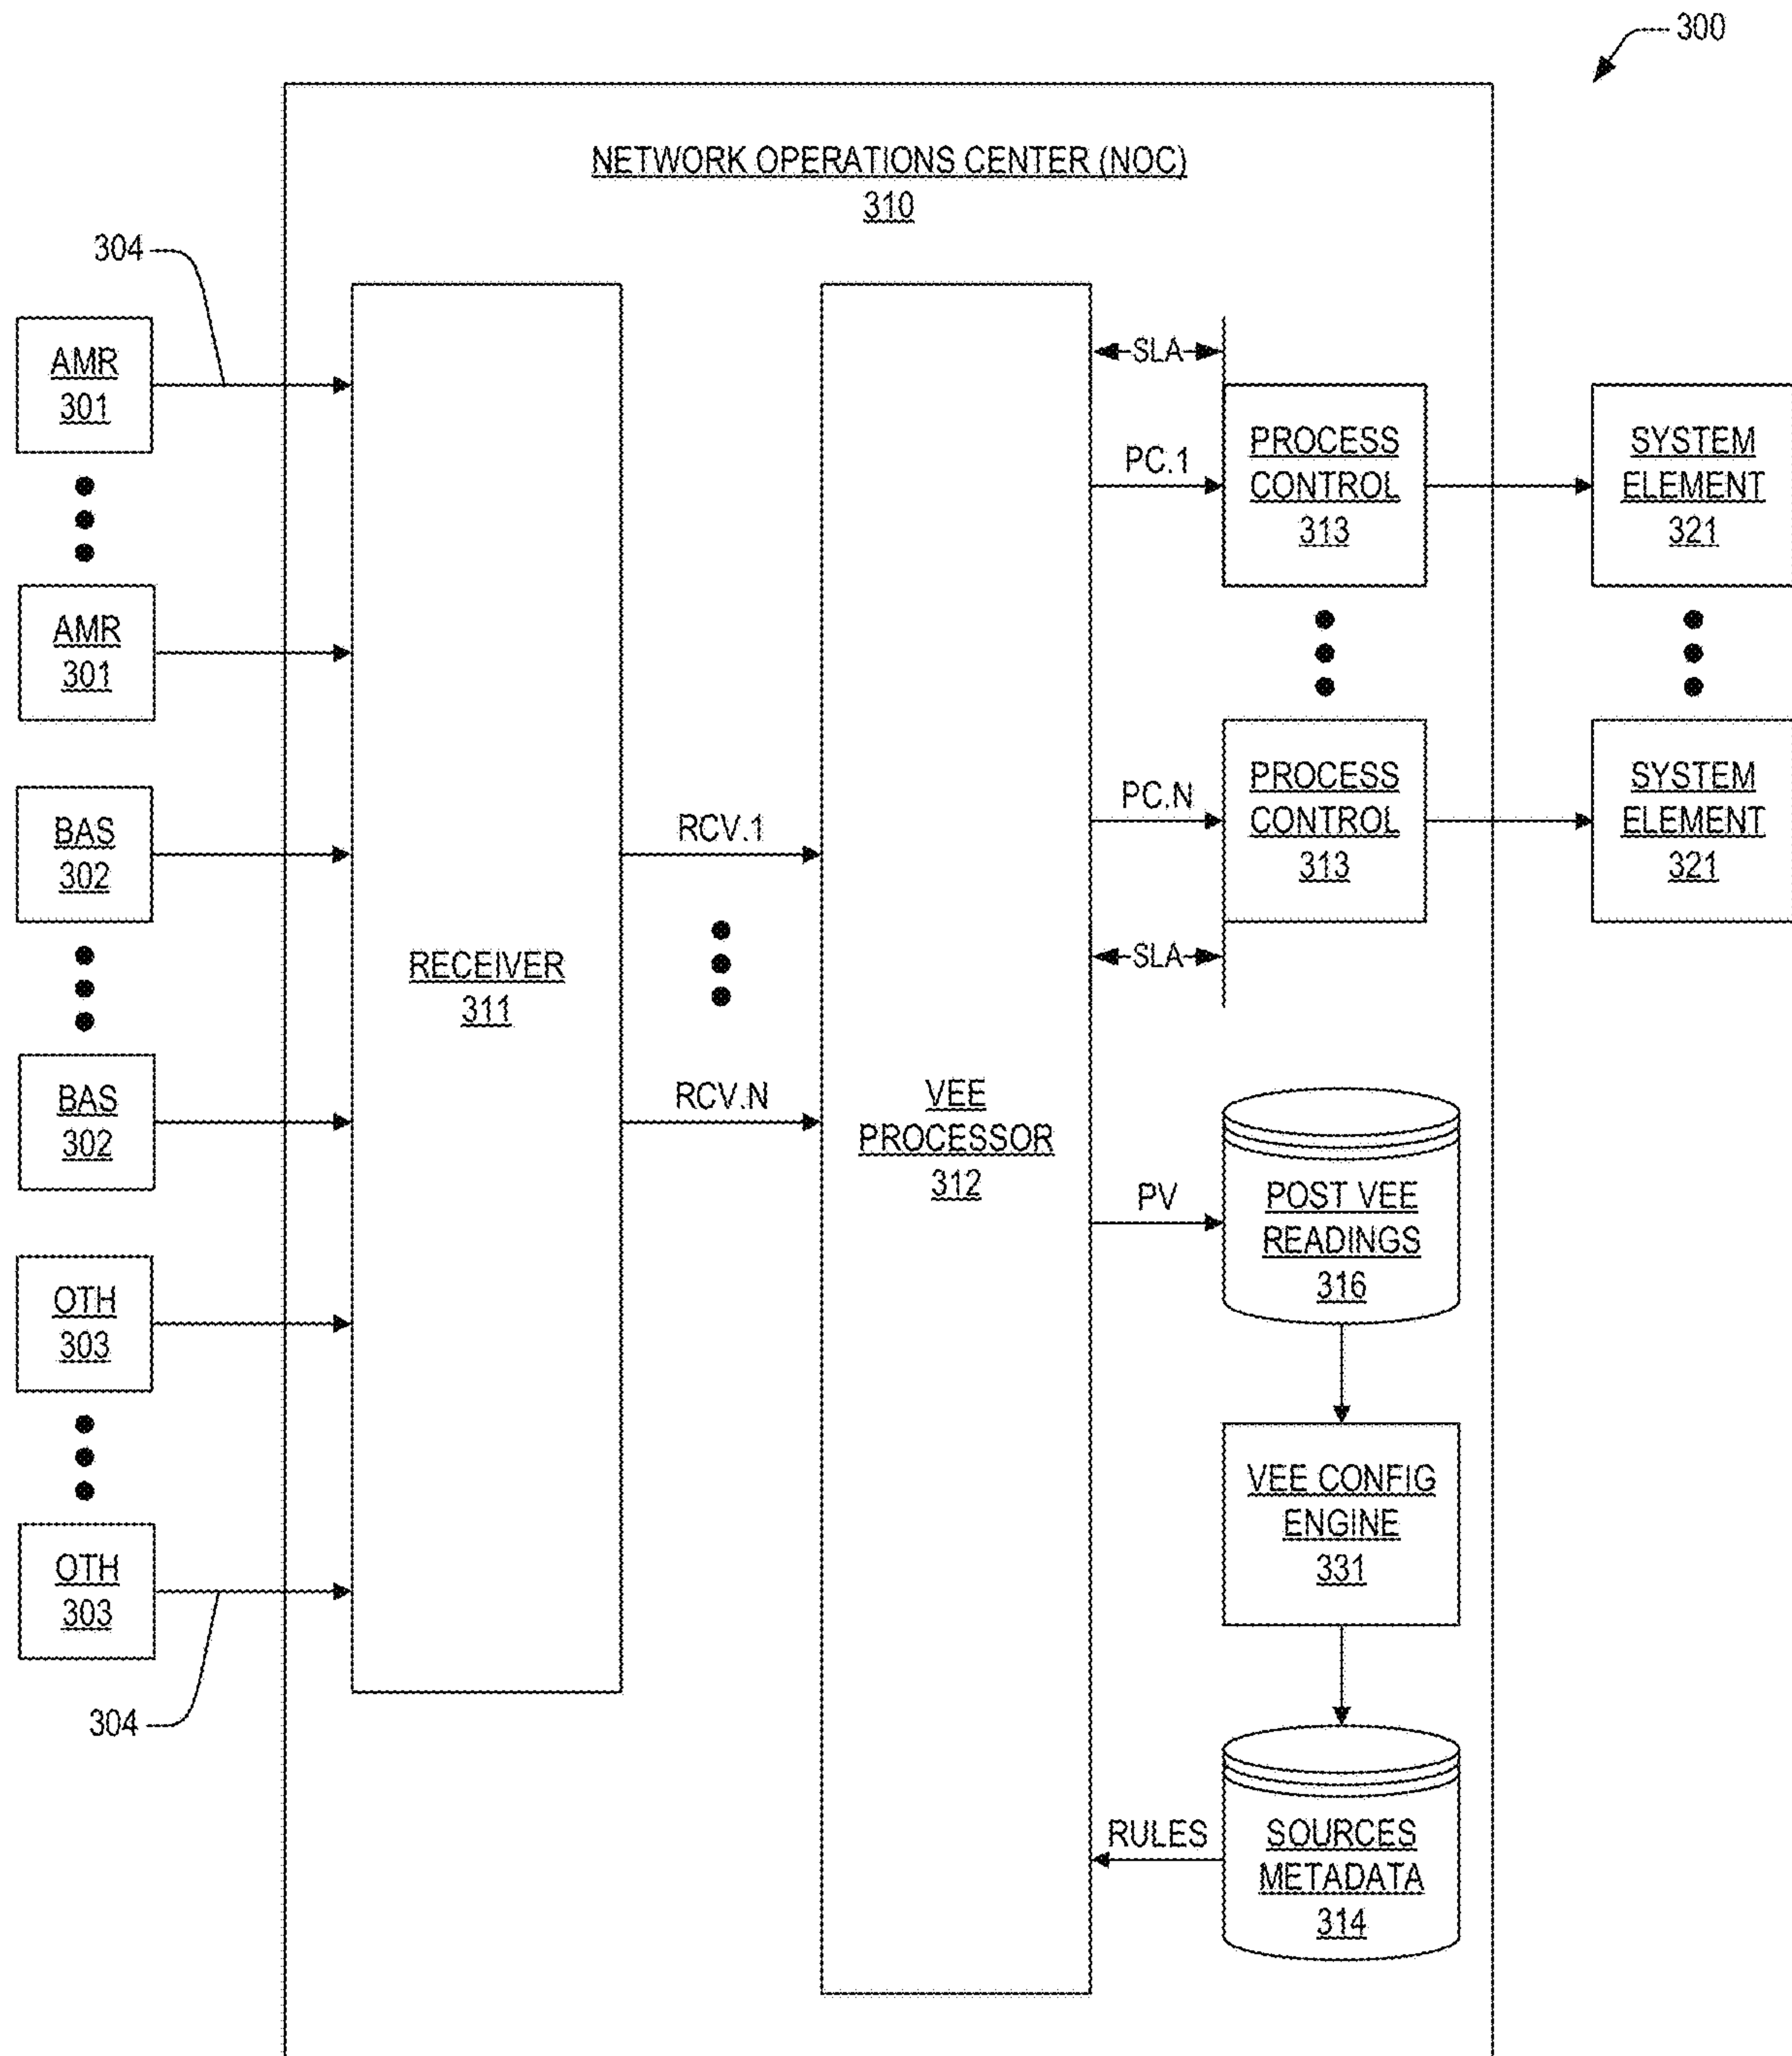 300
NETWORK OPERATIONS CENTER (NOC)
310
304
AMR
301
AMR
301
BAS
302
BAS
302
OTH
303
OTH
303
304
RECEIVER
311
RCV.1
RCV.N
VEE
PROCESSOR
312
SLA
PC.1
PROCESS
CONTROL
313
SYSTEM
ELEMENT
321
PC.N
PROCESS
CONTROL
313
SYSTEM
ELEMENT
321
SLA
PV
POST VEE
READINGS
316
VEE CONFIG
ENGINE
331
RULES
SOURCES
METADATA
314